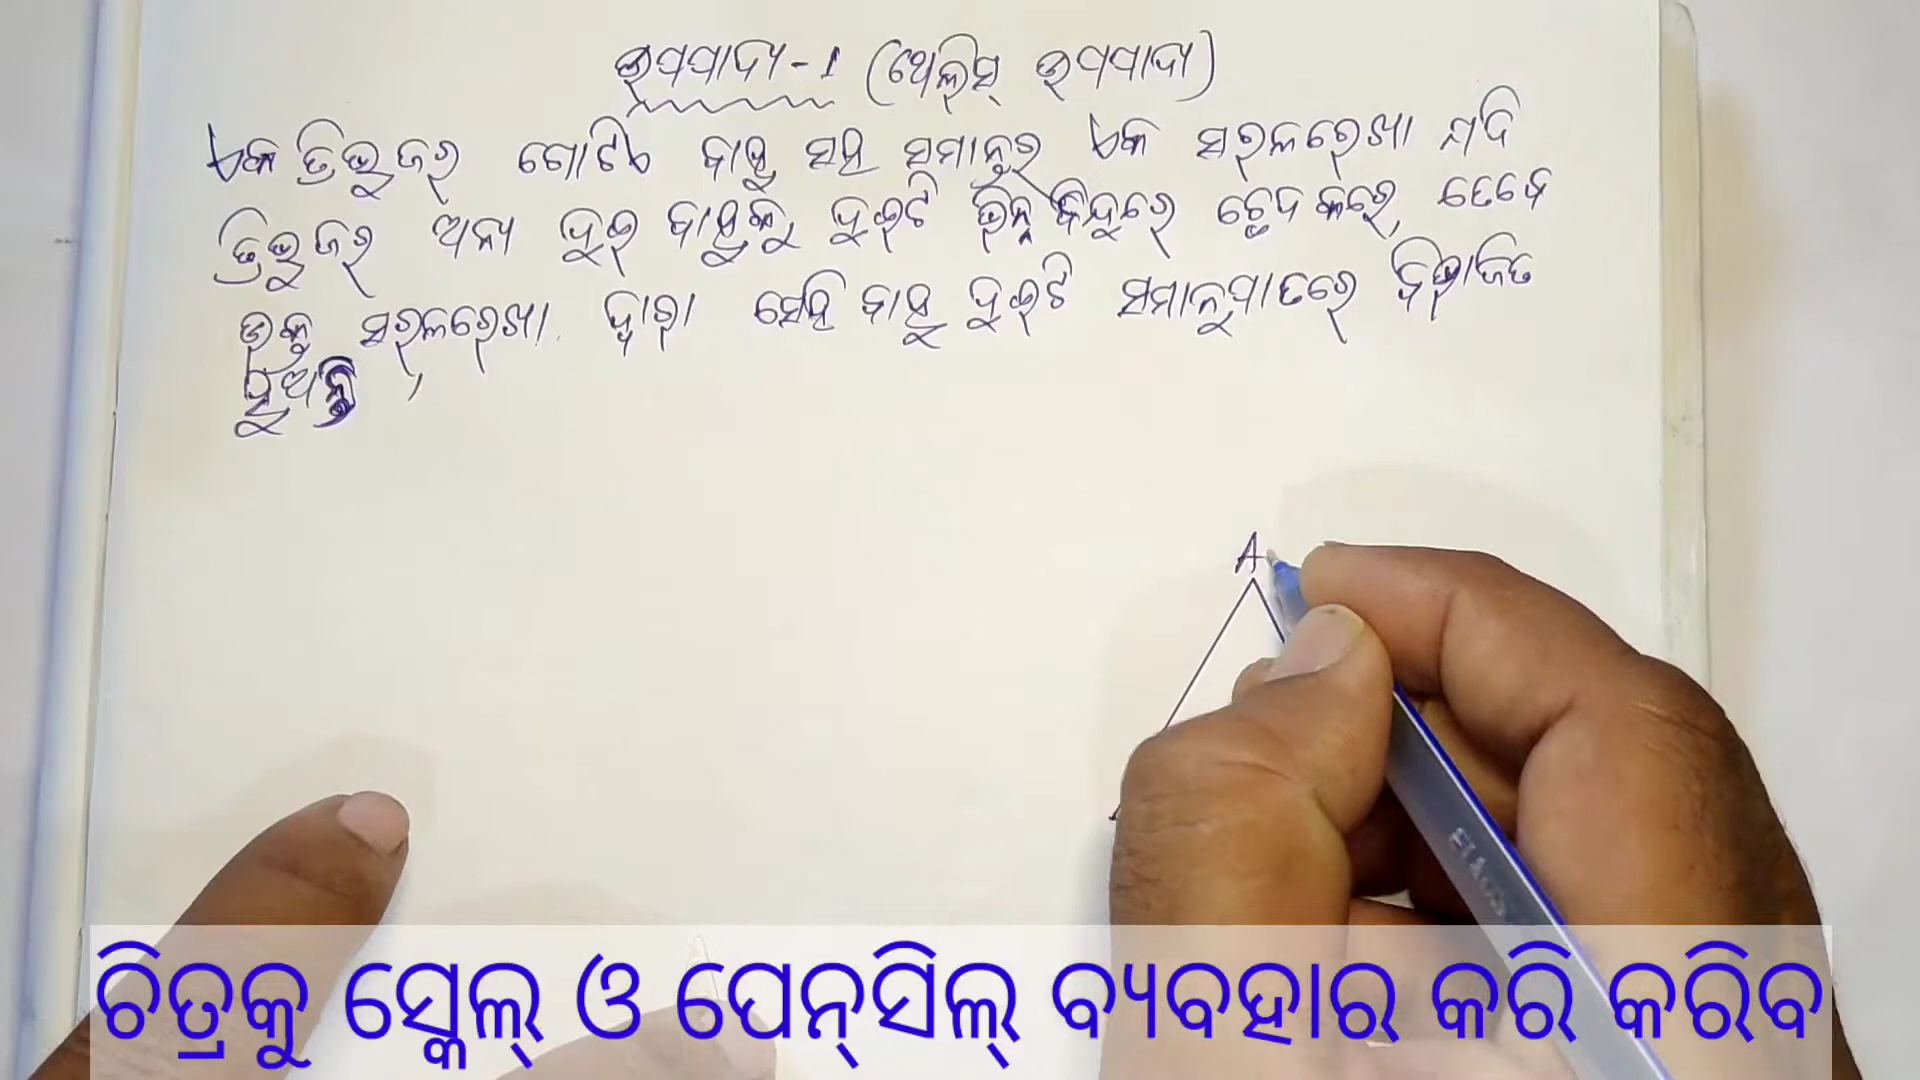 ଉପପାଦ୍ୟ-1 (ଥେଲିସ୍ ଉପପାଦ୍ୟ)
ଏକ ତ୍ରିଭୁଜର ଗୋଟିଏ ବାହୁ ସହ ସମାନ୍ତର ଏକ ସରଳରେଖା ଯଦି
ତ୍ରିଭୁଜର ଅନ୍ୟ ଦୁଇ ବାହୁକୁ ଦୁଇଟି ଭିନ୍ନ ବିନ୍ଦୁରେ ଛେଦ କରେ, ତେବେ
ଉକ୍ତ ସରଳରେଖା ଦ୍ୱାରା ସେହି ବାହୁ ଦୁଇଟି ସମାନୁପାତରେ ବିଭାଜିତ
ହୁଅନ୍ତି ,
A
ଚିତ୍ରକୁ ସ୍କେଲ୍ ଓ ପେନ୍‌ସିଲ୍ ବ୍ୟବହାର କରି କରିବ